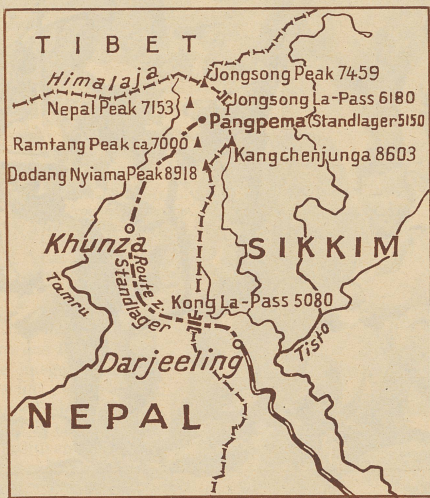 TIBET
Himalaja
Jongsong Peak 7459
Nepal Peak 7153
Jongsong La-Pass 6180
Pangpema (Standlager 5150
Ramtang Peak ca 7000
Kangchenjunga 8603
Dodang Nyiama Peak 8918
Khunza
SIKKIM
Route z.
Standlager
Tamru
Kong La-Pass 5080
Tisto
Darjeeling
NEPAL